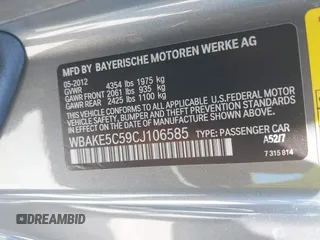 MFD BY BAYERISCHE MOTOREN WERKE AG
05-2012
GVWR 4354 lbs 1975 kg
GAWR FRONT 2061 lbs 935 kg
GAWR REAR 2425 lbs 1100 kg
THIS VEHICLE CONFORMS TO ALL APPLICABLE U.S. FEDERAL MOTOR
VEHICLE SAFETY, BUMPER, AND THEFT PREVENTION STANDARDS IN
EFFECT ON THE DATE OF MANUFACTURE SHOWN ABOVE.
WBAKE5C59CJ106585 TYPE: PASSENGER CAR
A52/7
7 315 814
DREAMBID
dreambid.com